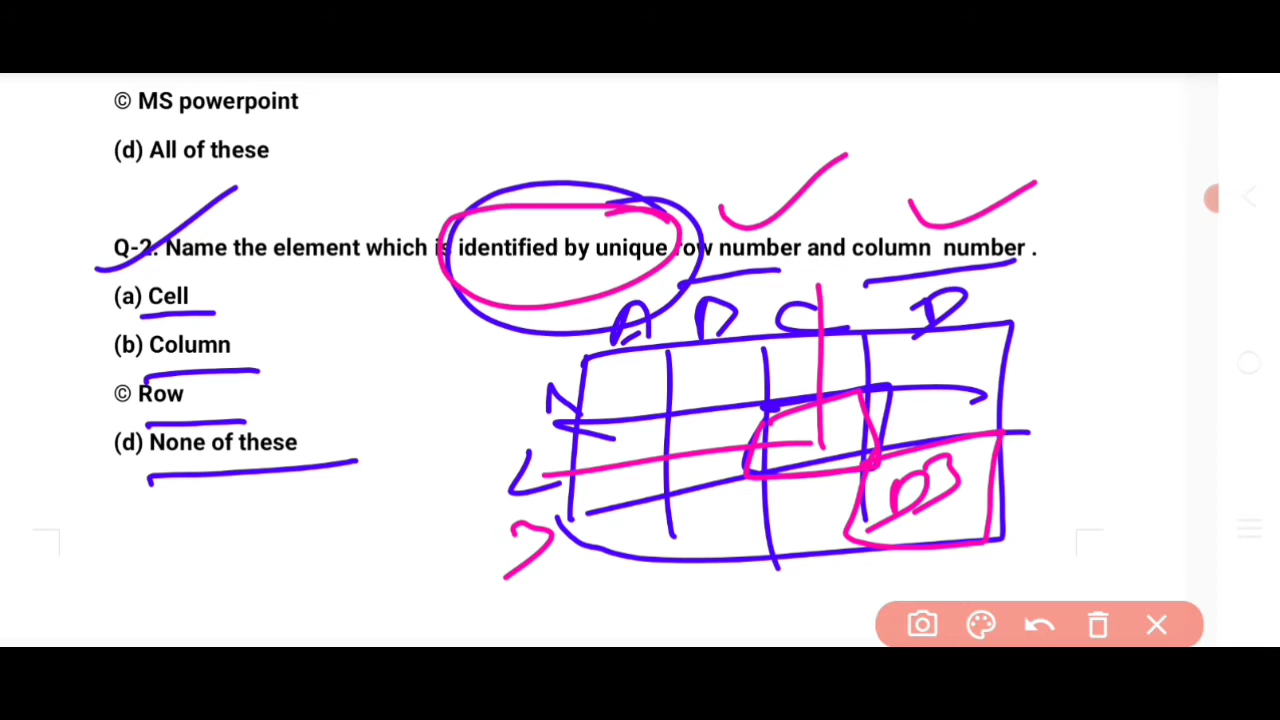 © MS powerpoint
(d) All of these
Q-2. Name the element which is identified by unique row number and column number .
(a) Cell
(b) Column
© Row
(d) None of these
A B C D
D3